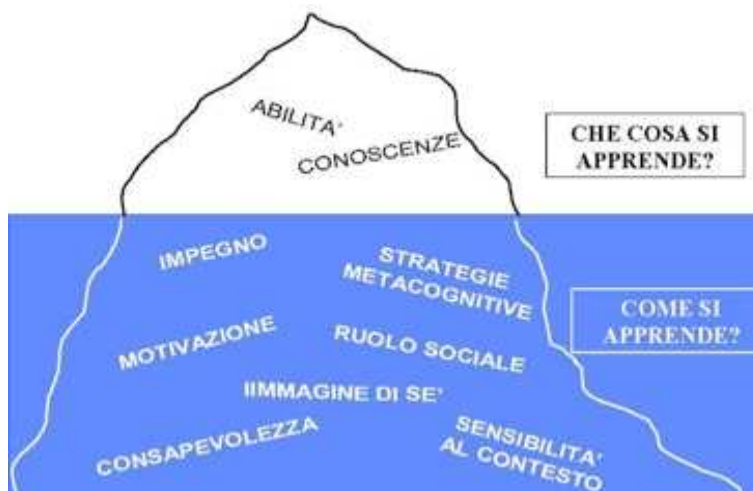 ABILITA'
CONOSCENZE
CHE COSA SI
APPRENDE?
IMPEGNO
STRATEGIE
METACOGNITIVE
COME SI
APPRENDE?
MOTIVAZIONE
RUOLO SOCIALE
IIMMAGINE DI SE'
CONSAPEVOLEZZA
SENSIBILITA'
AL CONTESTO